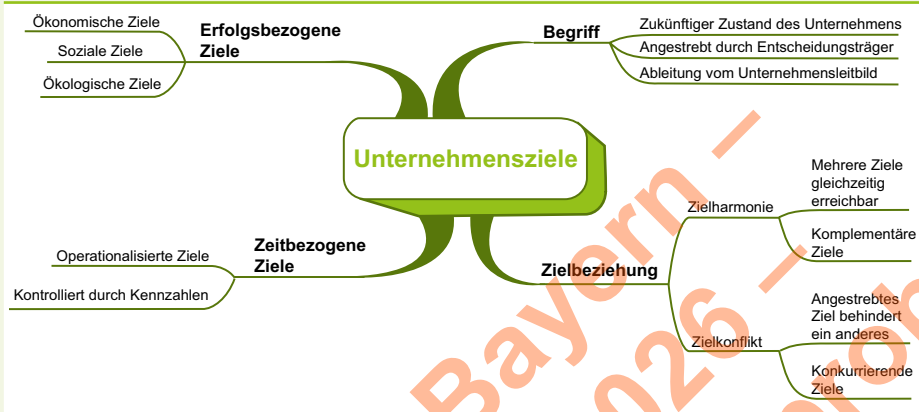 Unternehmensziele
Begriff
Zukünftiger Zustand des Unternehmens
Angestrebt durch Entscheidungsträger
Ableitung vom Unternehmensleitbild
Erfolgsbezogene
Ziele
Ökonomische Ziele
Soziale Ziele
Ökologische Ziele
Zeitbezogene
Ziele
Operationalisierte Ziele
Kontrolliert durch Kennzahlen
Zielbeziehung
Zielharmonie
Mehrere Ziele
gleichzeitig
erreichbar
Komplementäre
Ziele
Zielkonflikt
Angestrebtes
Ziel behindert
ein anderes
Konkurrierende
Ziele
Bayern –
2026 –
prob